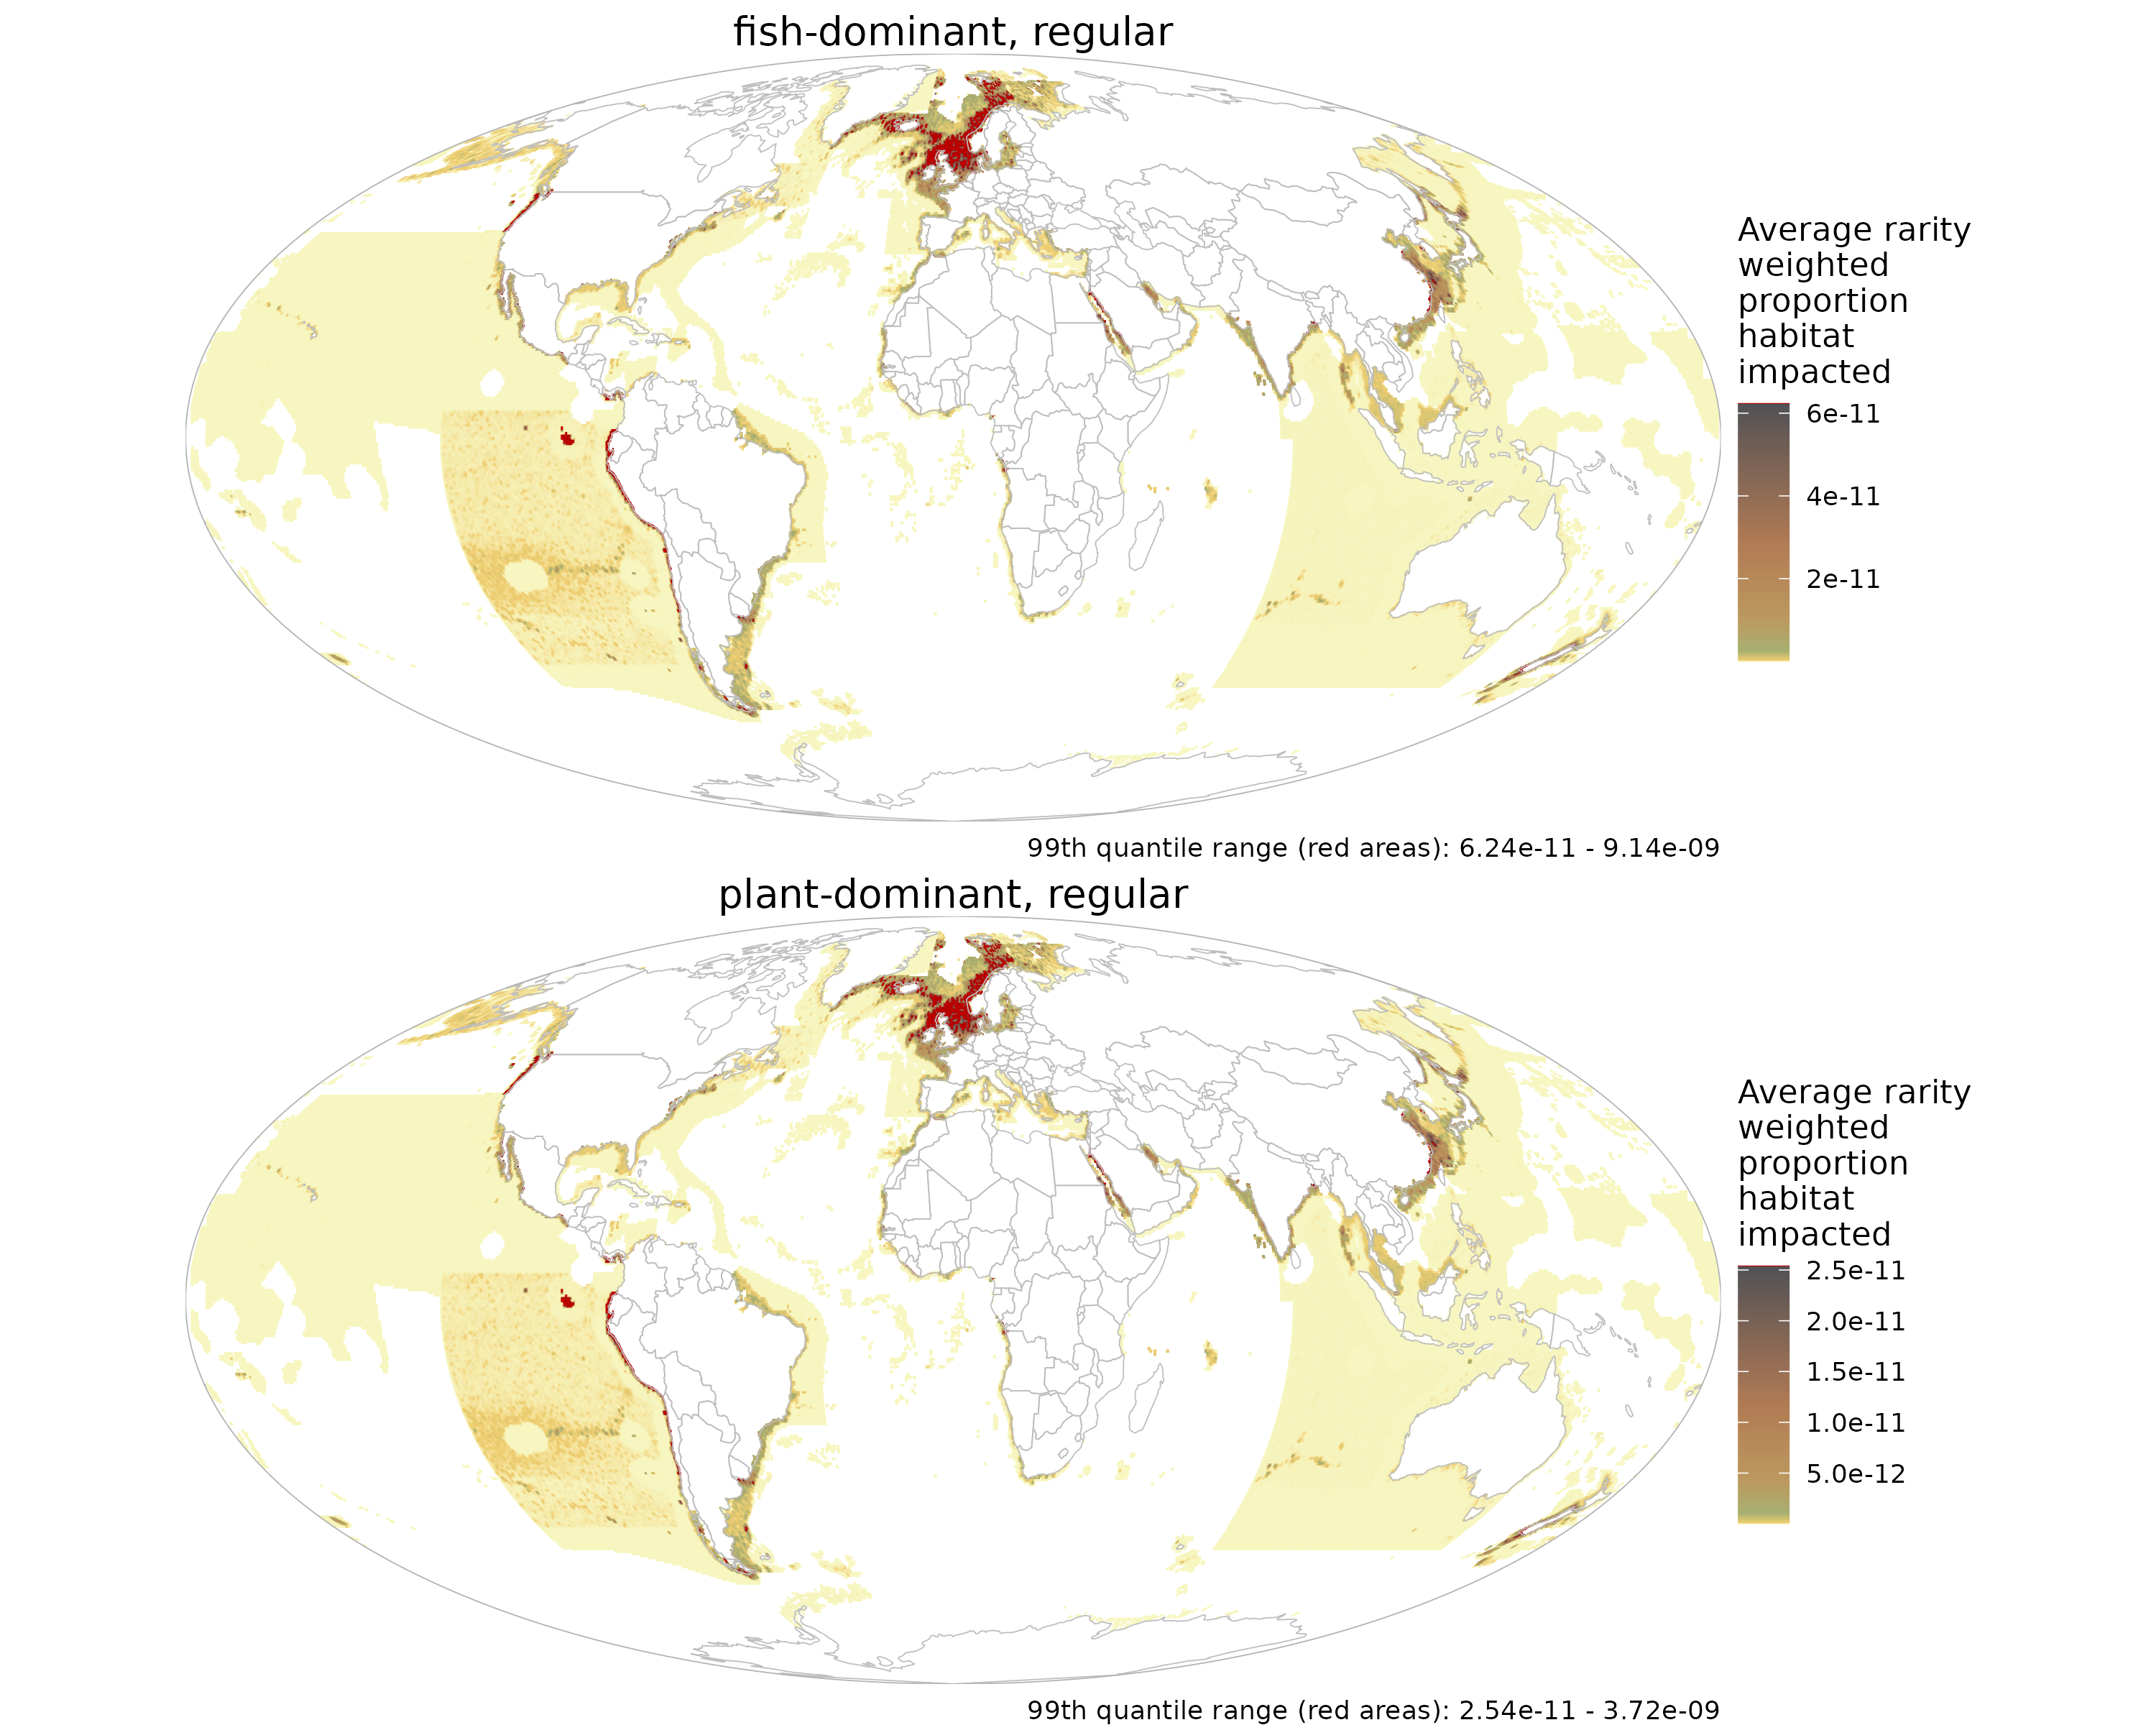 fish-dominant, regular
Average rarity
weighted
proportion
habitat
impacted
6e-11
4e-11
2e-11
99th quantile range (red areas): 6.24e-11 - 9.14e-09
plant-dominant, regular
Average rarity
weighted
proportion
habitat
impacted
2.5e-11
2.0e-11
1.5e-11
1.0e-11
5.0e-12
99th quantile range (red areas): 2.54e-11 - 3.72e-09